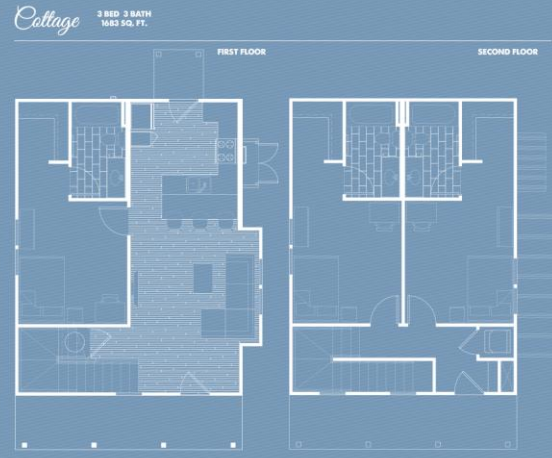 Cottage
3 BED 3 BATH
1683 SQ. FT.
FIRST FLOOR
SECOND FLOOR